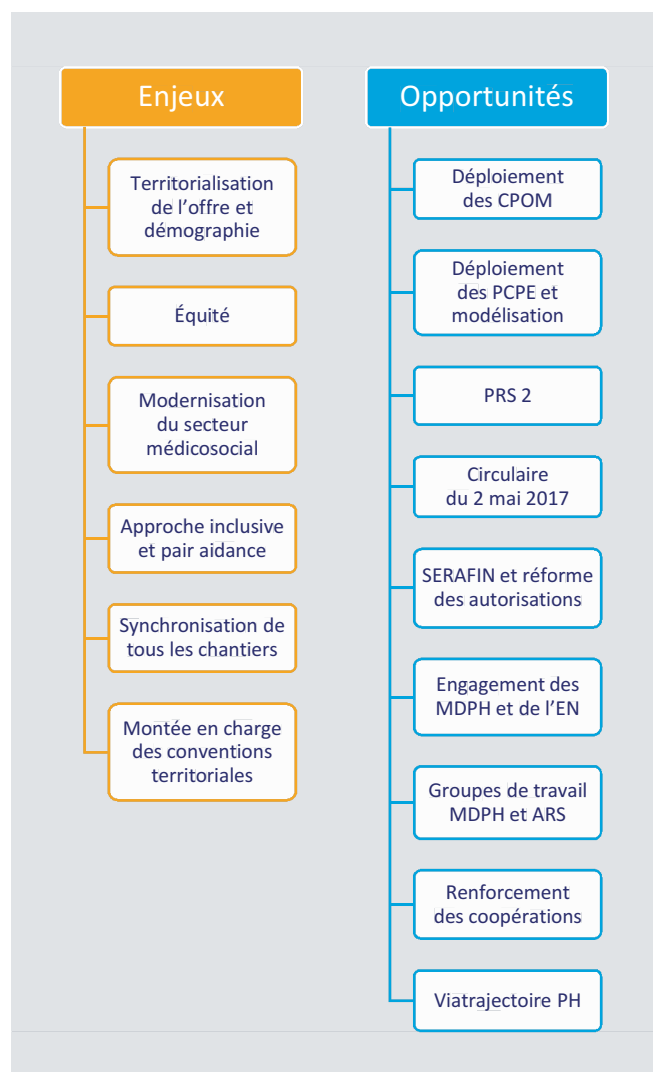 Enjeux
Territorialisation
de l’offre et
démographie
Équité
Modernisation
du secteur
médicosocial
Approche inclusive
et pair aidance
Synchronisation de
tous les chantiers
Montée en charge
des conventions
territoriales
Opportunités
Déploiement
des CPOM
Déploiement
des PCPE et
modélisation
PRS 2
Circulaire
du 2 mai 2017
SERAFIN et réforme
des autorisations
Engagement des
MDPH et de l’EN
Groupes de travail
MDPH et ARS
Renforcement
des coopérations
Viatrajectoire PH